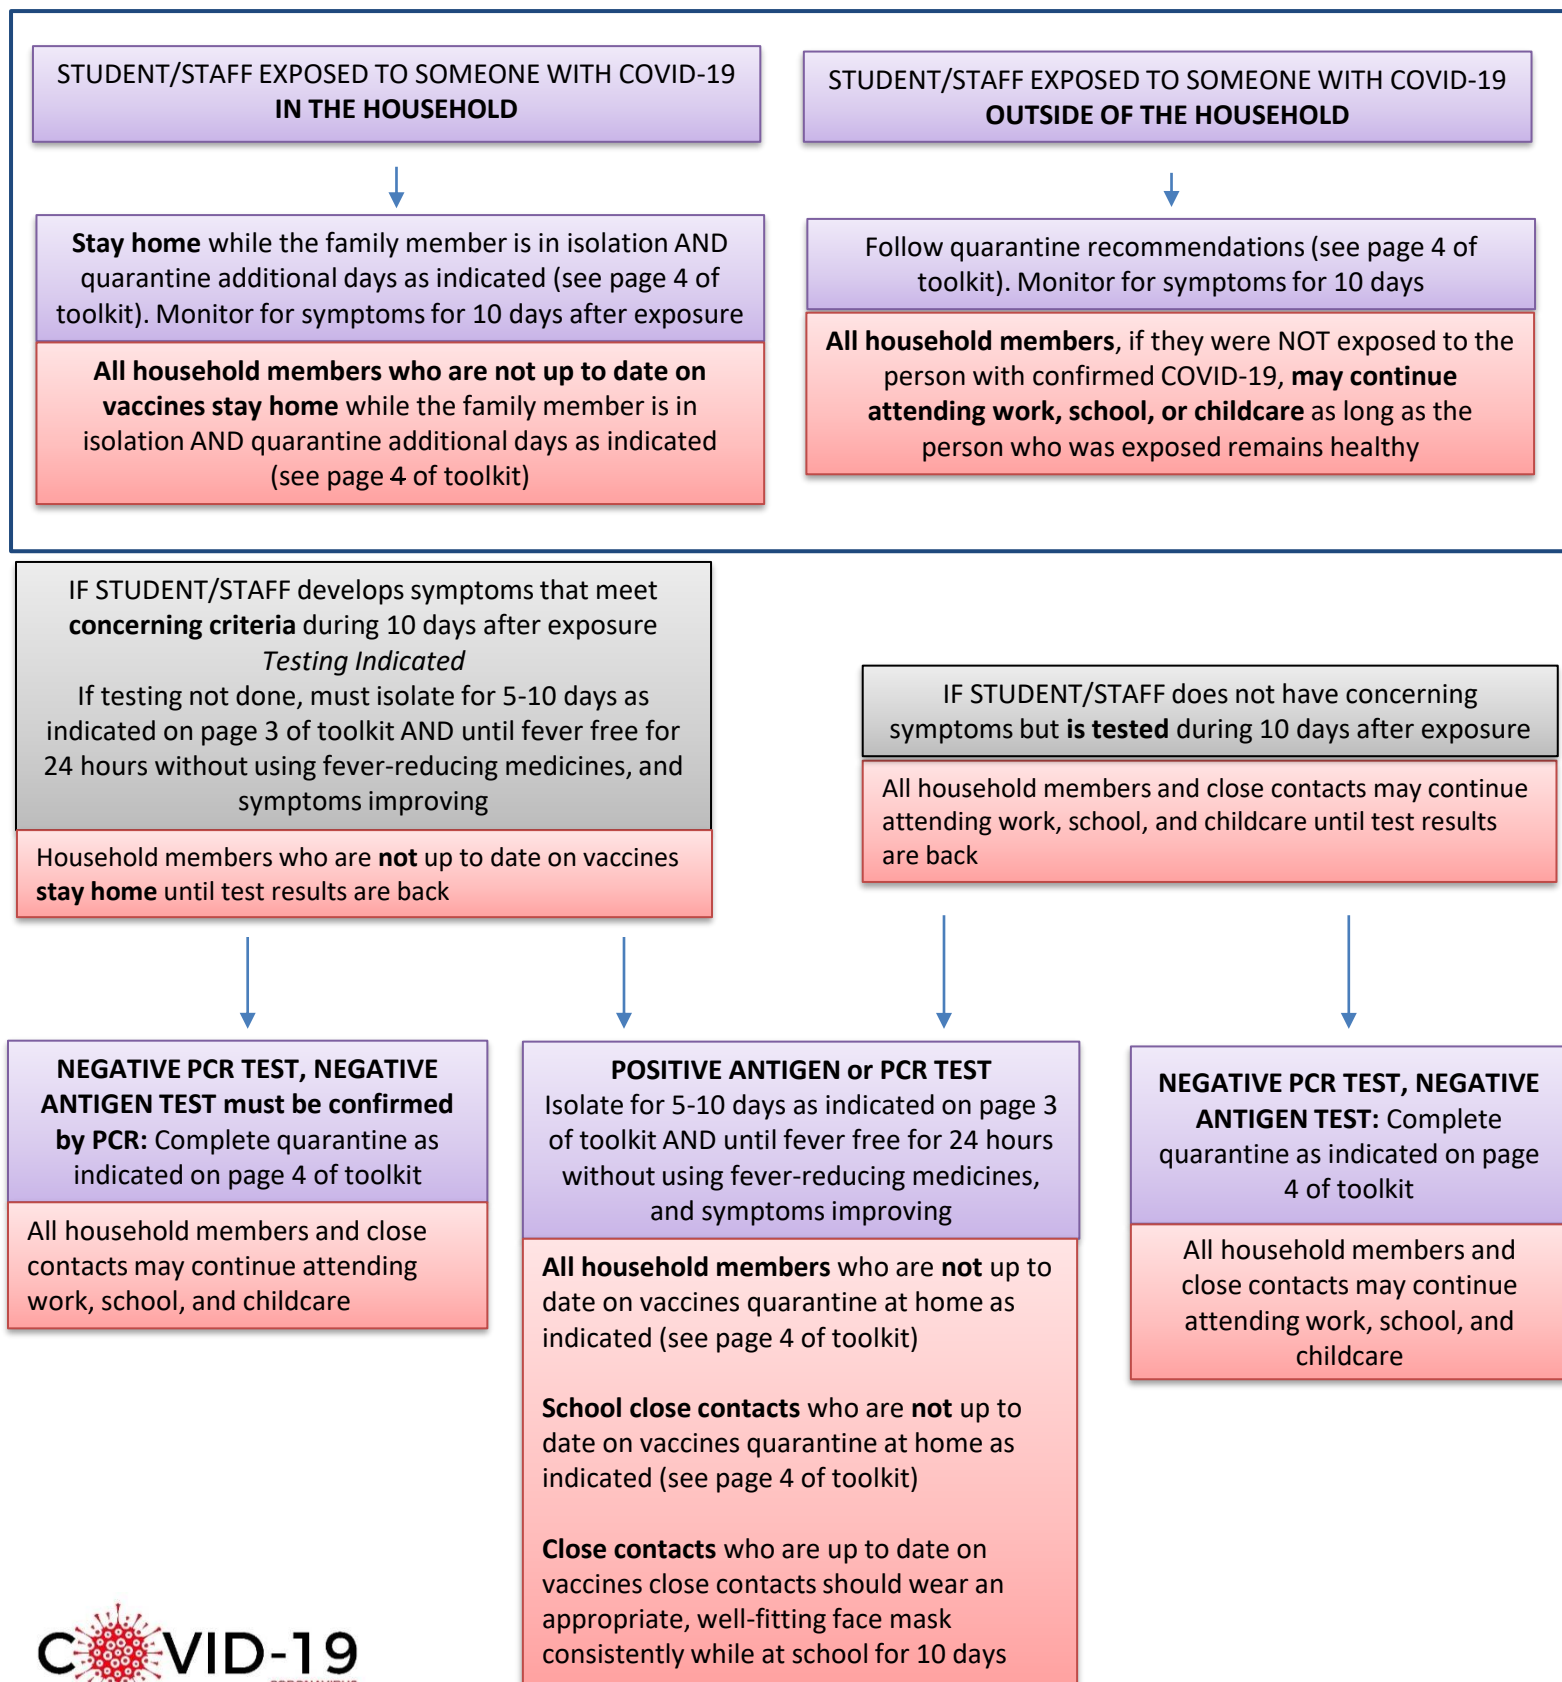 STUDENT/STAFF EXPOSED TO SOMEONE WITH COVID-19
IN THE HOUSEHOLD
STUDENT/STAFF EXPOSED TO SOMEONE WITH COVID-19
OUTSIDE OF THE HOUSEHOLD
Stay home while the family member is in isolation AND
quarantine additional days as indicated (see page 4 of
toolkit). Monitor for symptoms for 10 days after exposure
All household members who are not up to date on
vaccines stay home while the family member is in
isolation AND quarantine additional days as indicated
(see page 4 of toolkit)
Follow quarantine recommendations (see page 4 of
toolkit). Monitor for symptoms for 10 days
All household members, if they were NOT exposed to the
person with confirmed COVID-19, may continue
attending work, school, or childcare as long as the
person who was exposed remains healthy
IF STUDENT/STAFF develops symptoms that meet
concerning criteria during 10 days after exposure
Testing Indicated
If testing not done, must isolate for 5-10 days as
indicated on page 3 of toolkit AND until fever free for
24 hours without using fever-reducing medicines, and
symptoms improving
Household members who are not up to date on vaccines
stay home until test results are back
IF STUDENT/STAFF does not have concerning
symptoms but is tested during 10 days after exposure
All household members and close contacts may continue
attending work, school, and childcare until test results
are back
NEGATIVE PCR TEST, NEGATIVE
ANTIGEN TEST must be confirmed
by PCR: Complete quarantine as
indicated on page 4 of toolkit
All household members and close
contacts may continue attending
work, school, and childcare
POSITIVE ANTIGEN or PCR TEST
Isolate for 5-10 days as indicated on page 3
of toolkit AND until fever free for 24 hours
without using fever-reducing medicines,
and symptoms improving
All household members who are not up to
date on vaccines quarantine at home as
indicated (see page 4 of toolkit)
School close contacts who are not up to
date on vaccines quarantine at home as
indicated (see page 4 of toolkit)
Close contacts who are up to date on
vaccines close contacts should wear an
appropriate, well-fitting face mask
consistently while at school for 10 days
NEGATIVE PCR TEST, NEGATIVE
ANTIGEN TEST: Complete
quarantine as indicated on page
4 of toolkit
All household members and
close contacts may continue
attending work, school, and
childcare
COVID-19